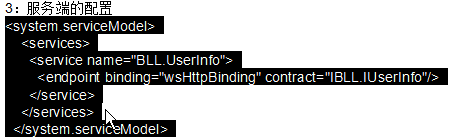 3：服务端的配置
<system.serviceModel>
<services>
<service name="BLL.UserInfo">
<endpoint binding="wsHttpBinding" contract="IBLL.IUserInfo"/>
</service>
</services>
</system.serviceModel>